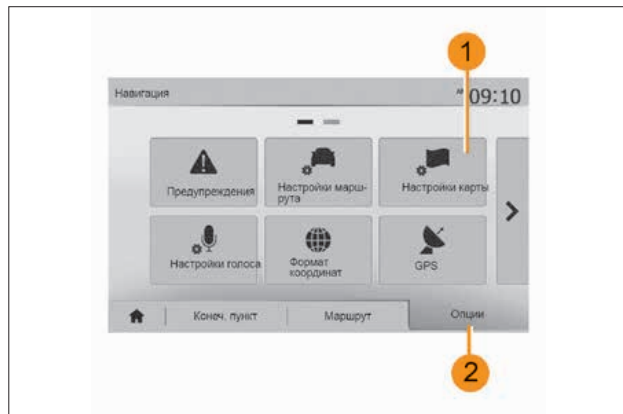 1
Навигация
09:10
Предупреждения
Настройки марш-
рута
Настройки карты
Настройки голоса
Формат
координат
GPS
Конеч. пункт
Маршрут
Опции
2